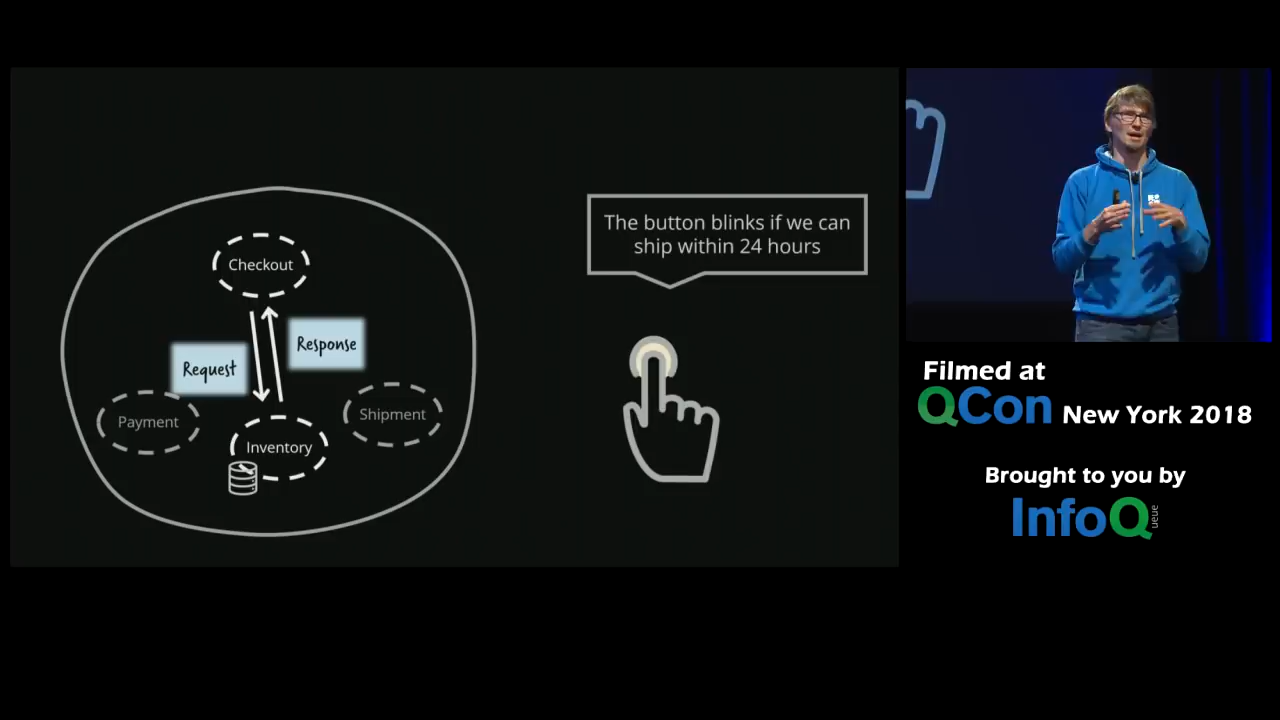 The button blinks if we can
ship within 24 hours
Checkout
Request
Response
Payment
Shipment
Inventory
Filmed at
QCon New York 2018
Brought to you by
InfoQ
ueue